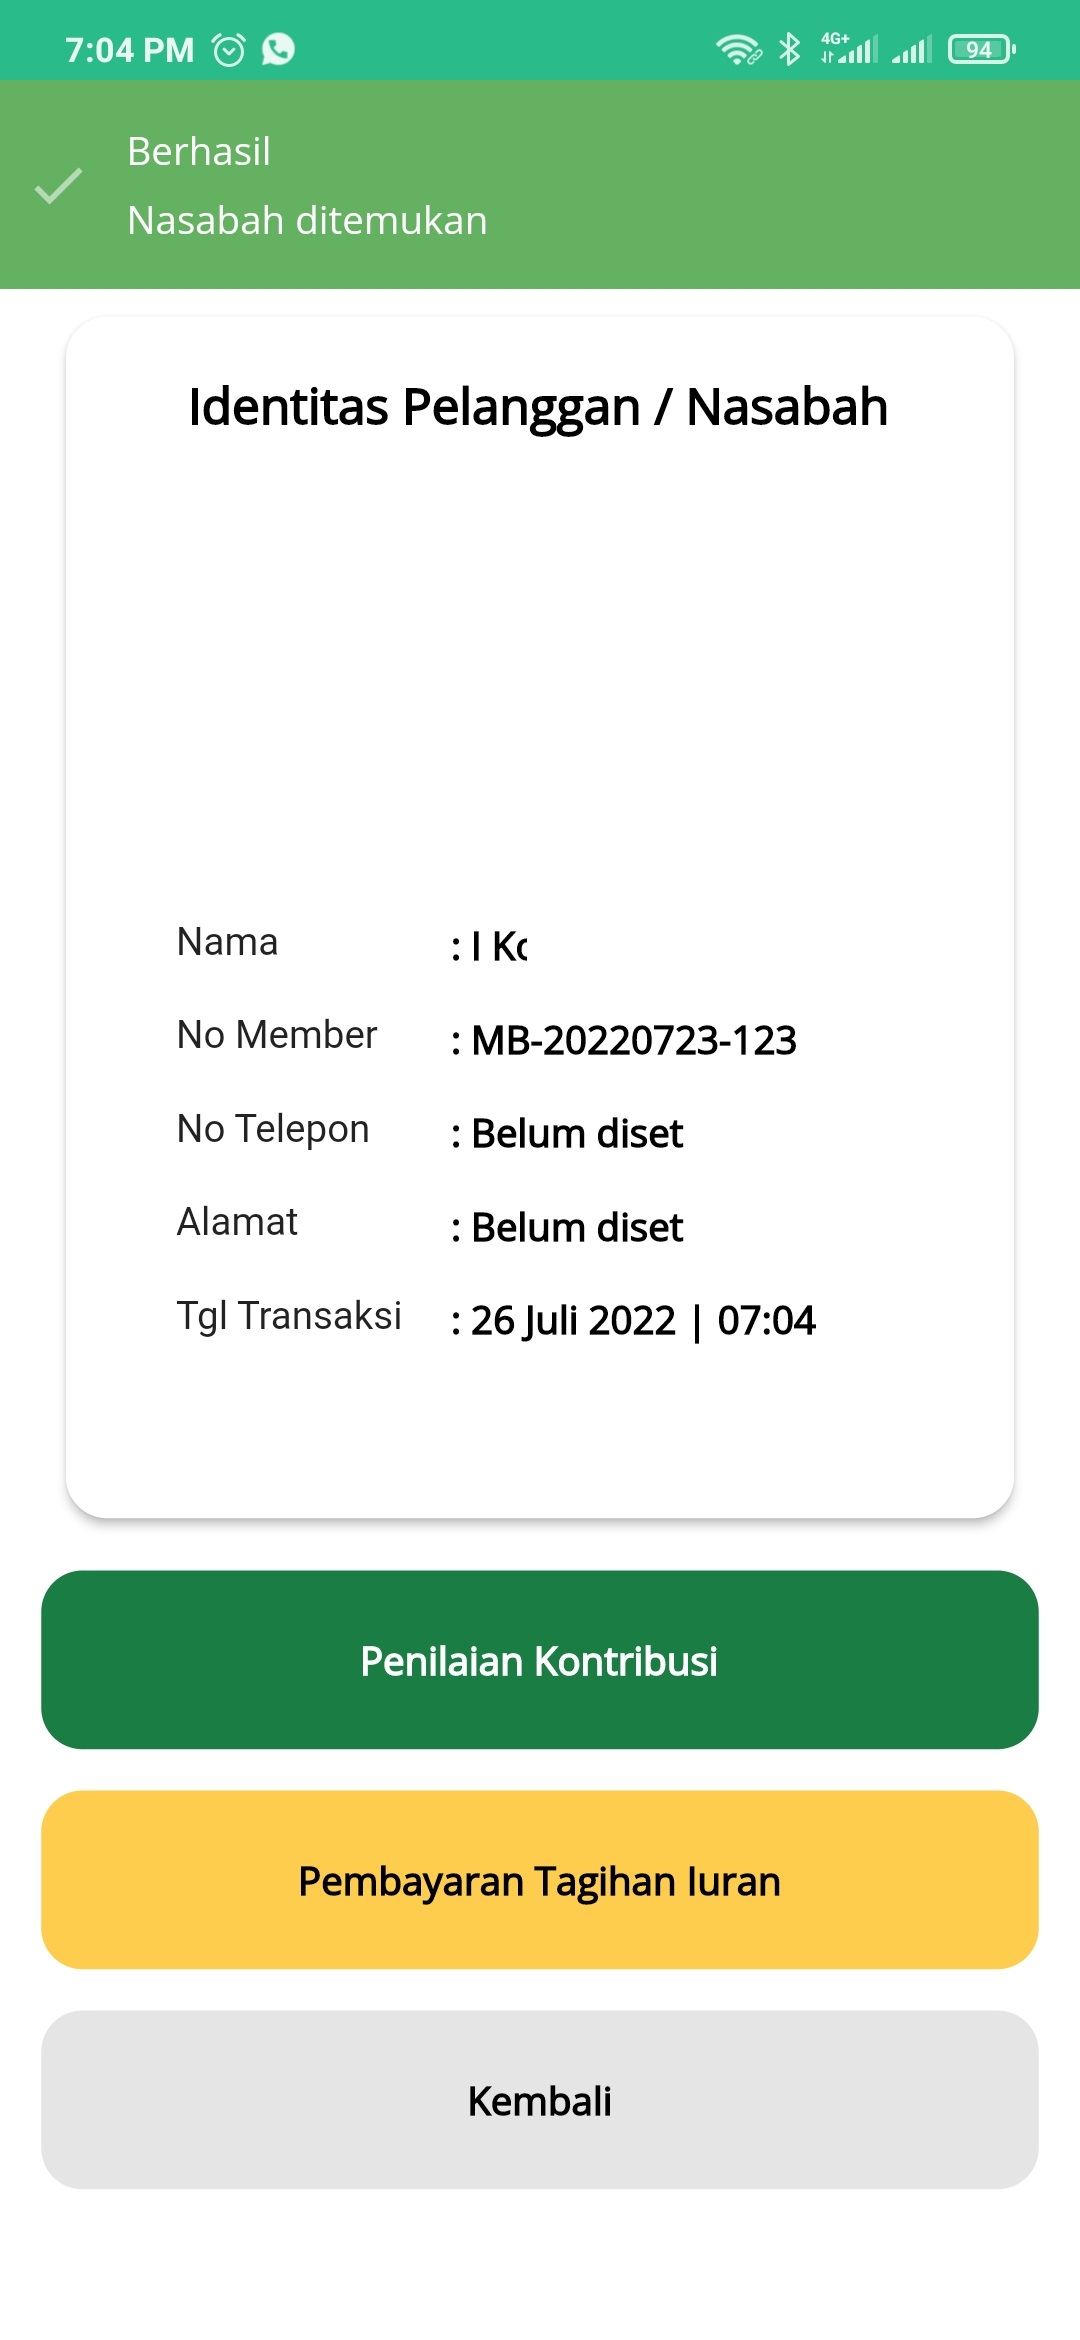 7:04 PM
4G+
94
Berhasil
Nasabah ditemukan
Identitas Pelanggan / Nasabah
Nama : I
No Member : MB-20220723-123
No Telepon : Belum diset
Alamat : Belum diset
Tgl Transaksi : 26 Juli 2022 | 07:04
Penilaian Kontribusi
Pembayaran Tagihan Iuran
Kembali